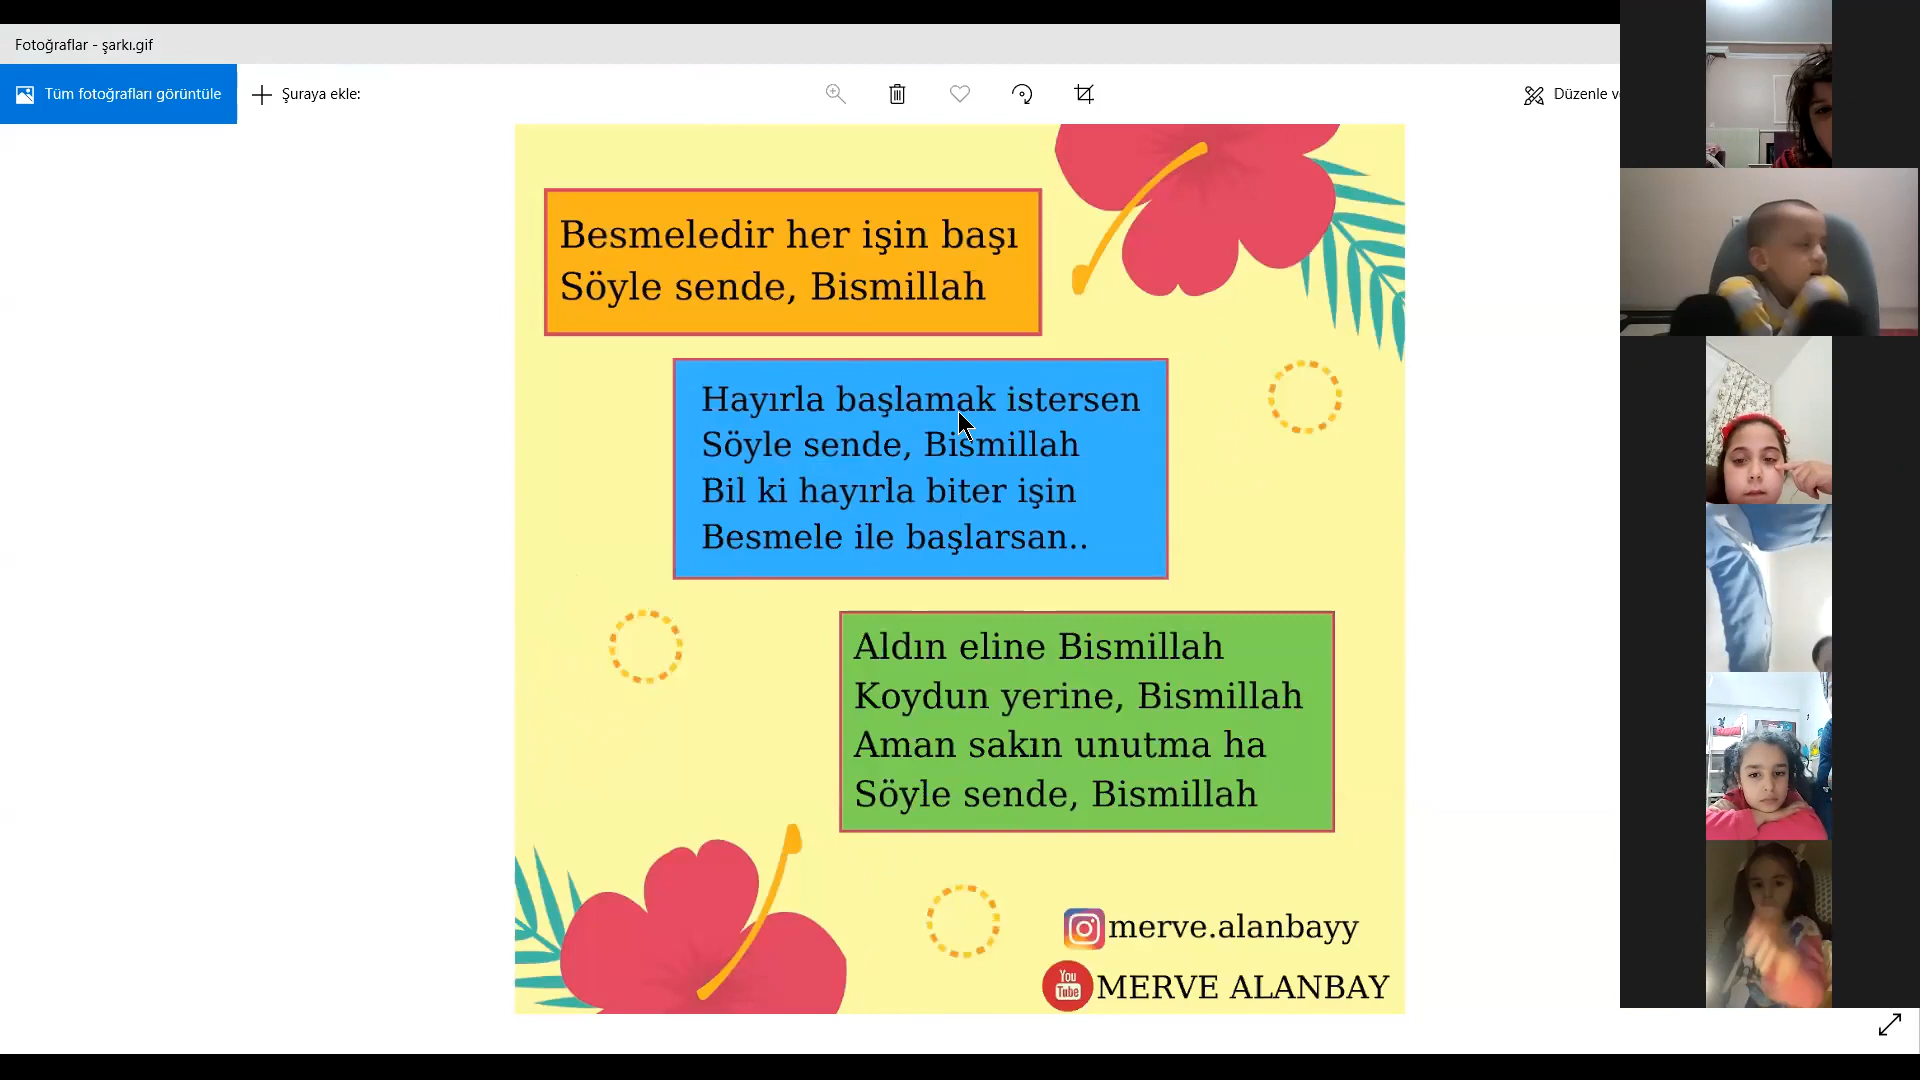 Fotoğraflar - şarkı.gif
Tüm fotoğrafları görüntüle
Şuraya ekle:
Düzenle v
Besmeledir her işin başı
Söyle sende, Bismillah
Hayırla başlamak istersen
Söyle sende, Bismillah
Bil ki hayırla biter işin
Besmele ile başlarsan..
Aldın eline Bismillah
Koydun yerine, Bismillah
Aman sakın unutma ha
Söyle sende, Bismillah
merve.alanbayy
You
Tube
MERVE ALANBAY